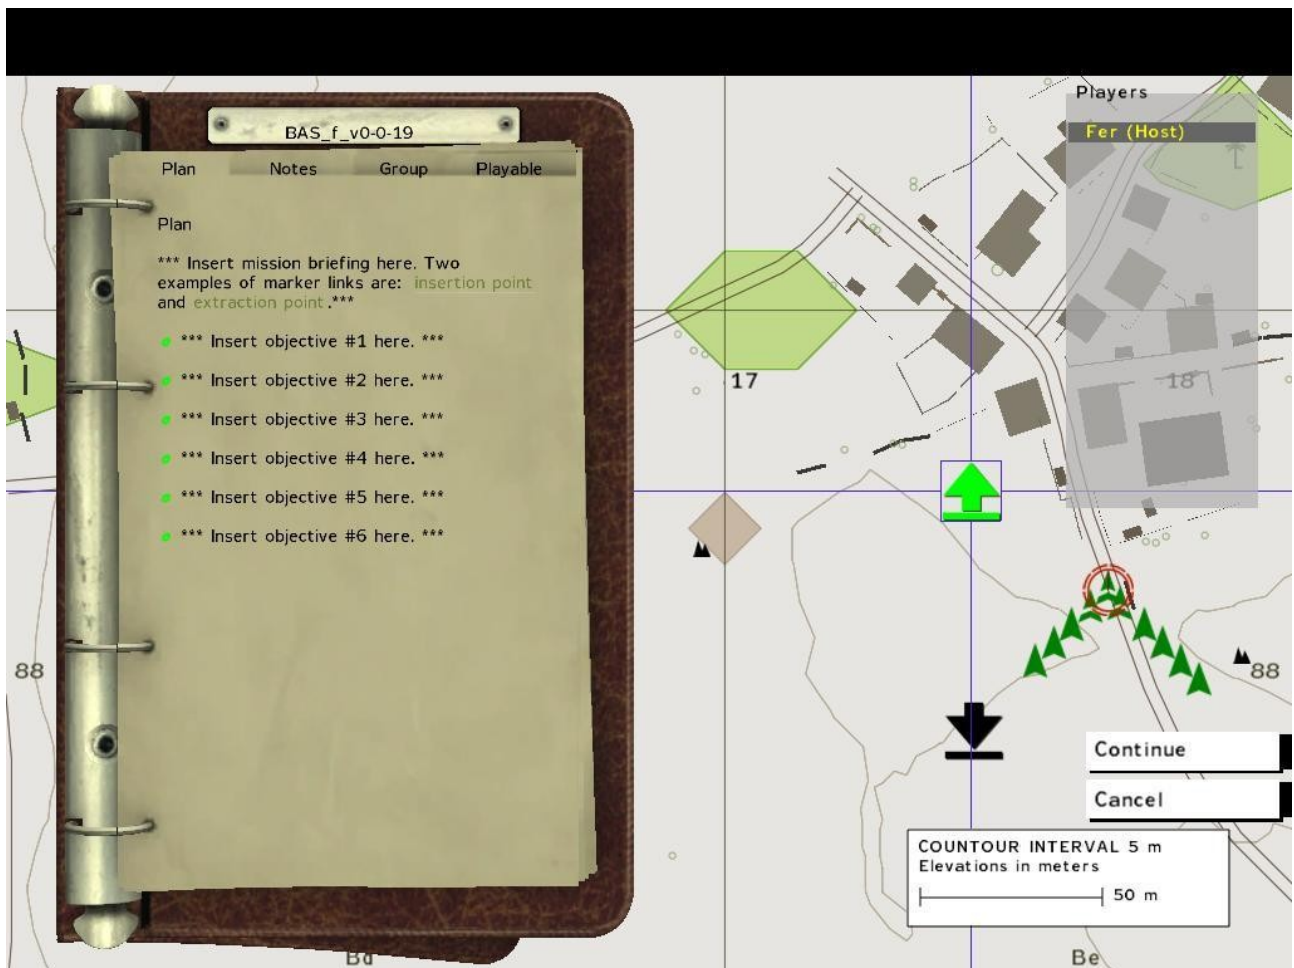 BAS_f_v0-0-19
Plan Notes Group Playable
Plan
*** Insert mission briefing here. Two
examples of marker links are: insertion point
and extraction point .***
*** Insert objective #1 here. ***
*** Insert objective #2 here. ***
*** Insert objective #3 here. ***
*** Insert objective #4 here. ***
*** Insert objective #5 here. ***
*** Insert objective #6 here. ***
Players
Fer (Host)
17
18
88
88
Continue
Cancel
COUNTOUR INTERVAL 5 m
Elevations in meters
50 m
Bd
Be